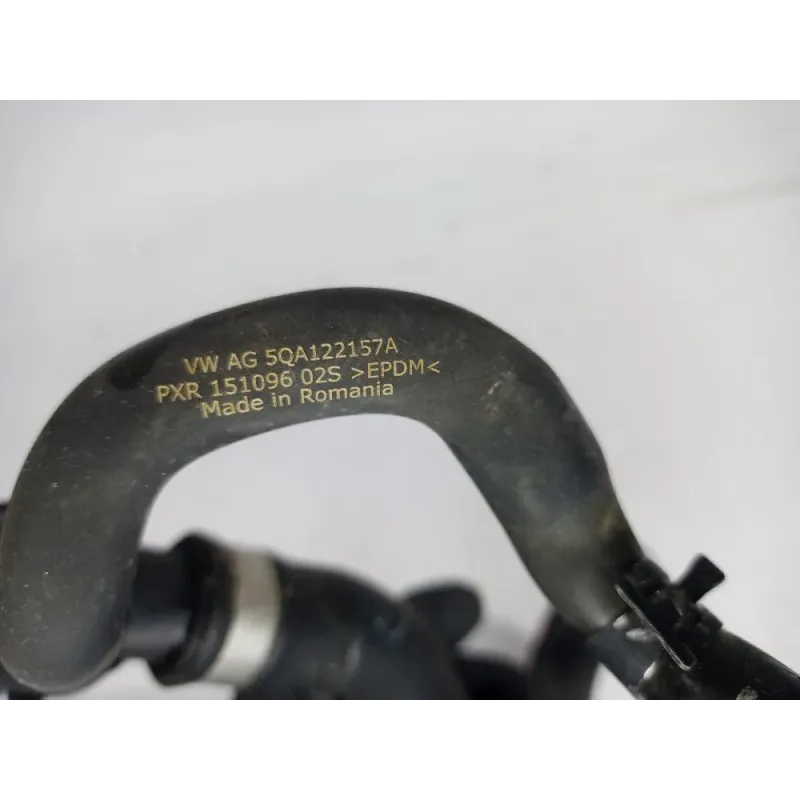 VW AG 5QA122157A
PXR 151096 02S >EPDM<
Made in Romania